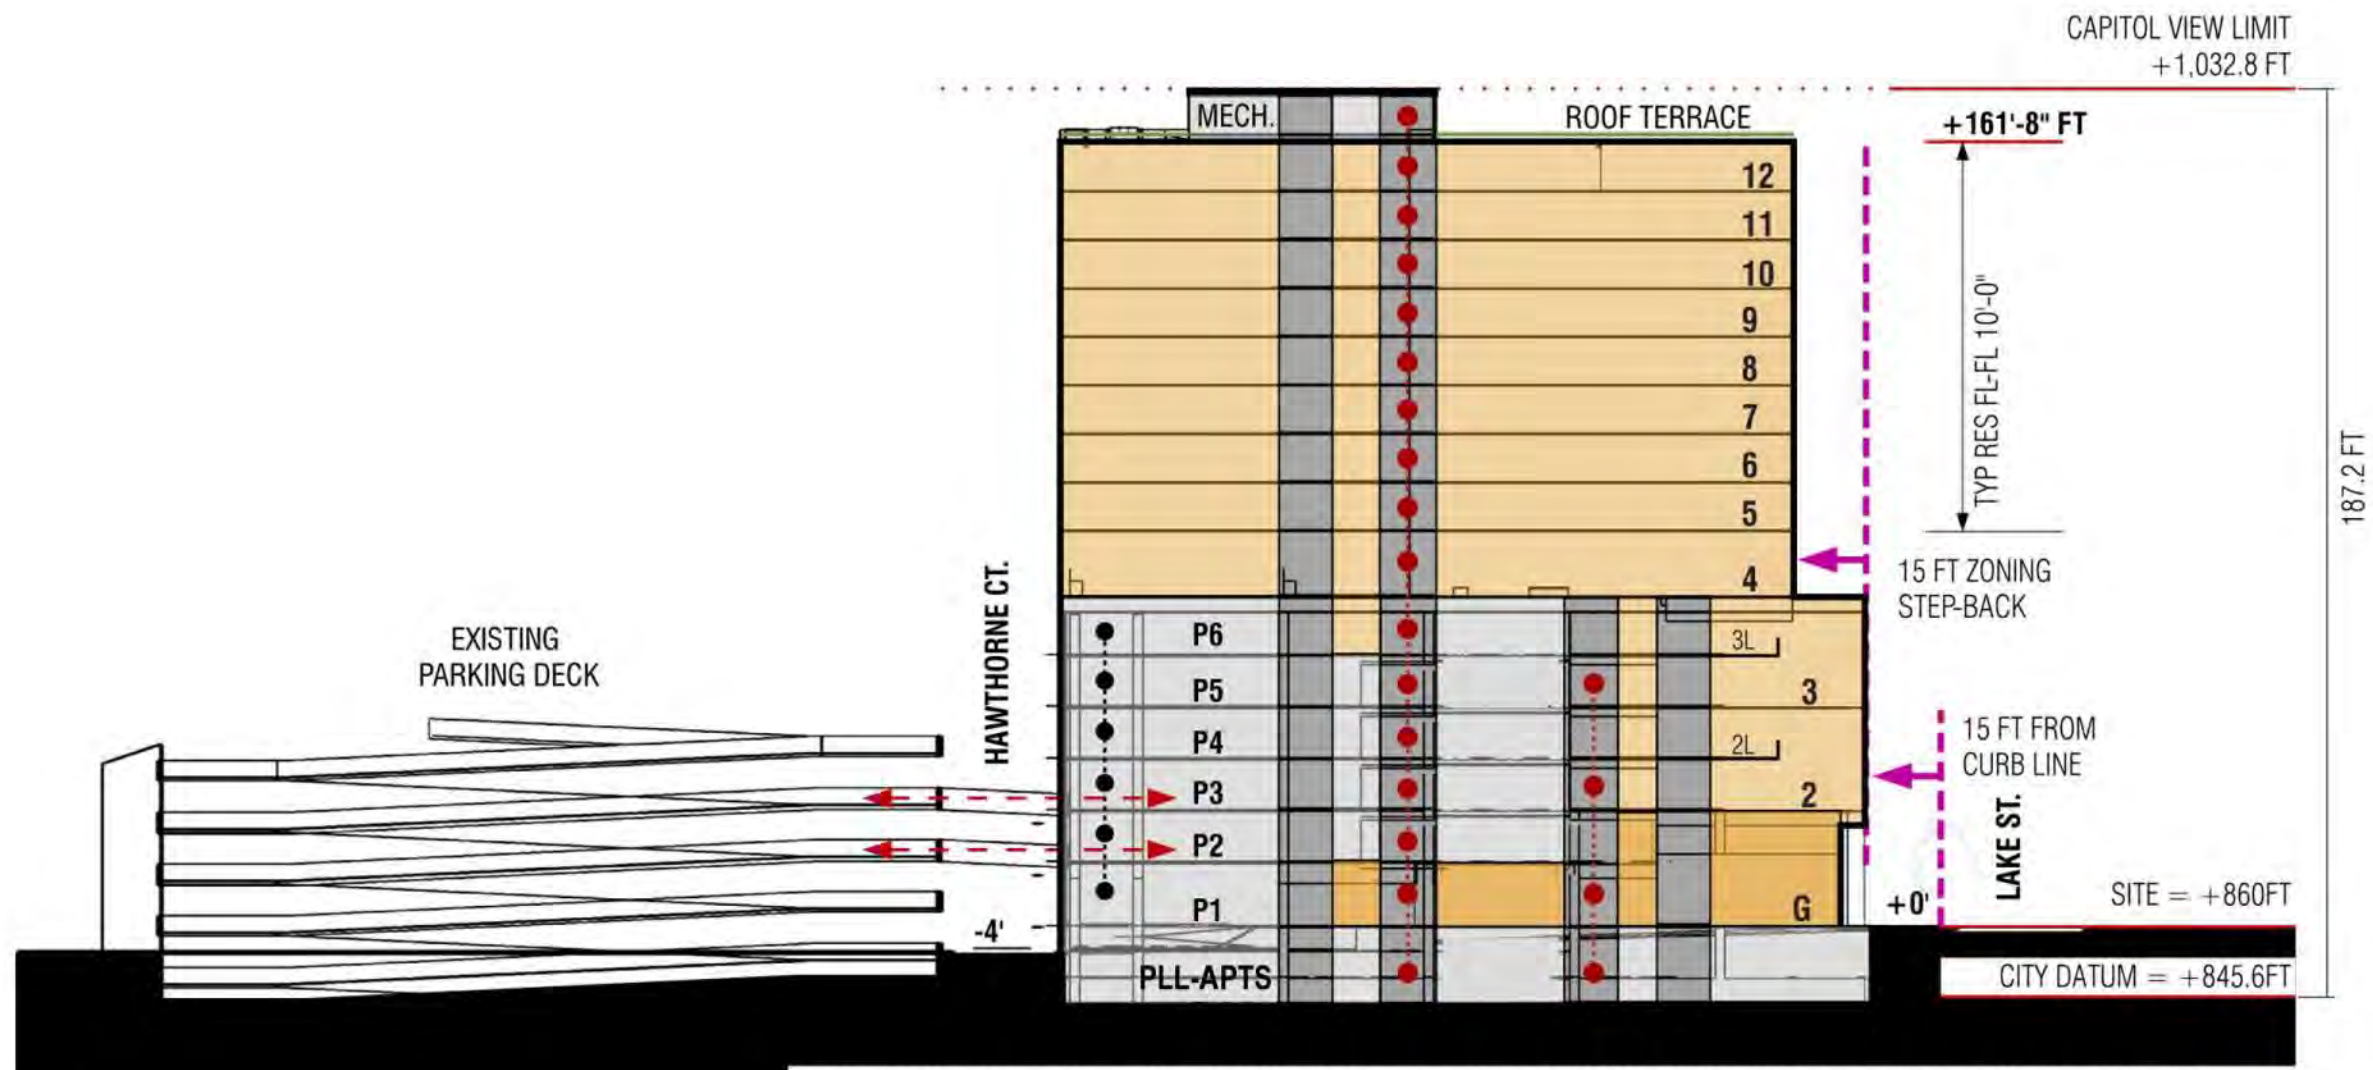 CAPITOL VIEW LIMIT
+1,032.8 FT
MECH.
ROOF TERRACE
+161'-8" FT
12
11
10
9
8
7
6
5
4
TYP RES FL-FL 10'-0"
187.2 FT
15 FT ZONING
STEP-BACK
HAWTHORNE CT.
EXISTING
PARKING DECK
P6
P5
P4
P3
P2
P1
PLL-APTS
3L
3
2L
2
G
15 FT FROM
CURB LINE
LAKE ST.
+0'
-4'
SITE = +860FT
CITY DATUM = +845.6FT